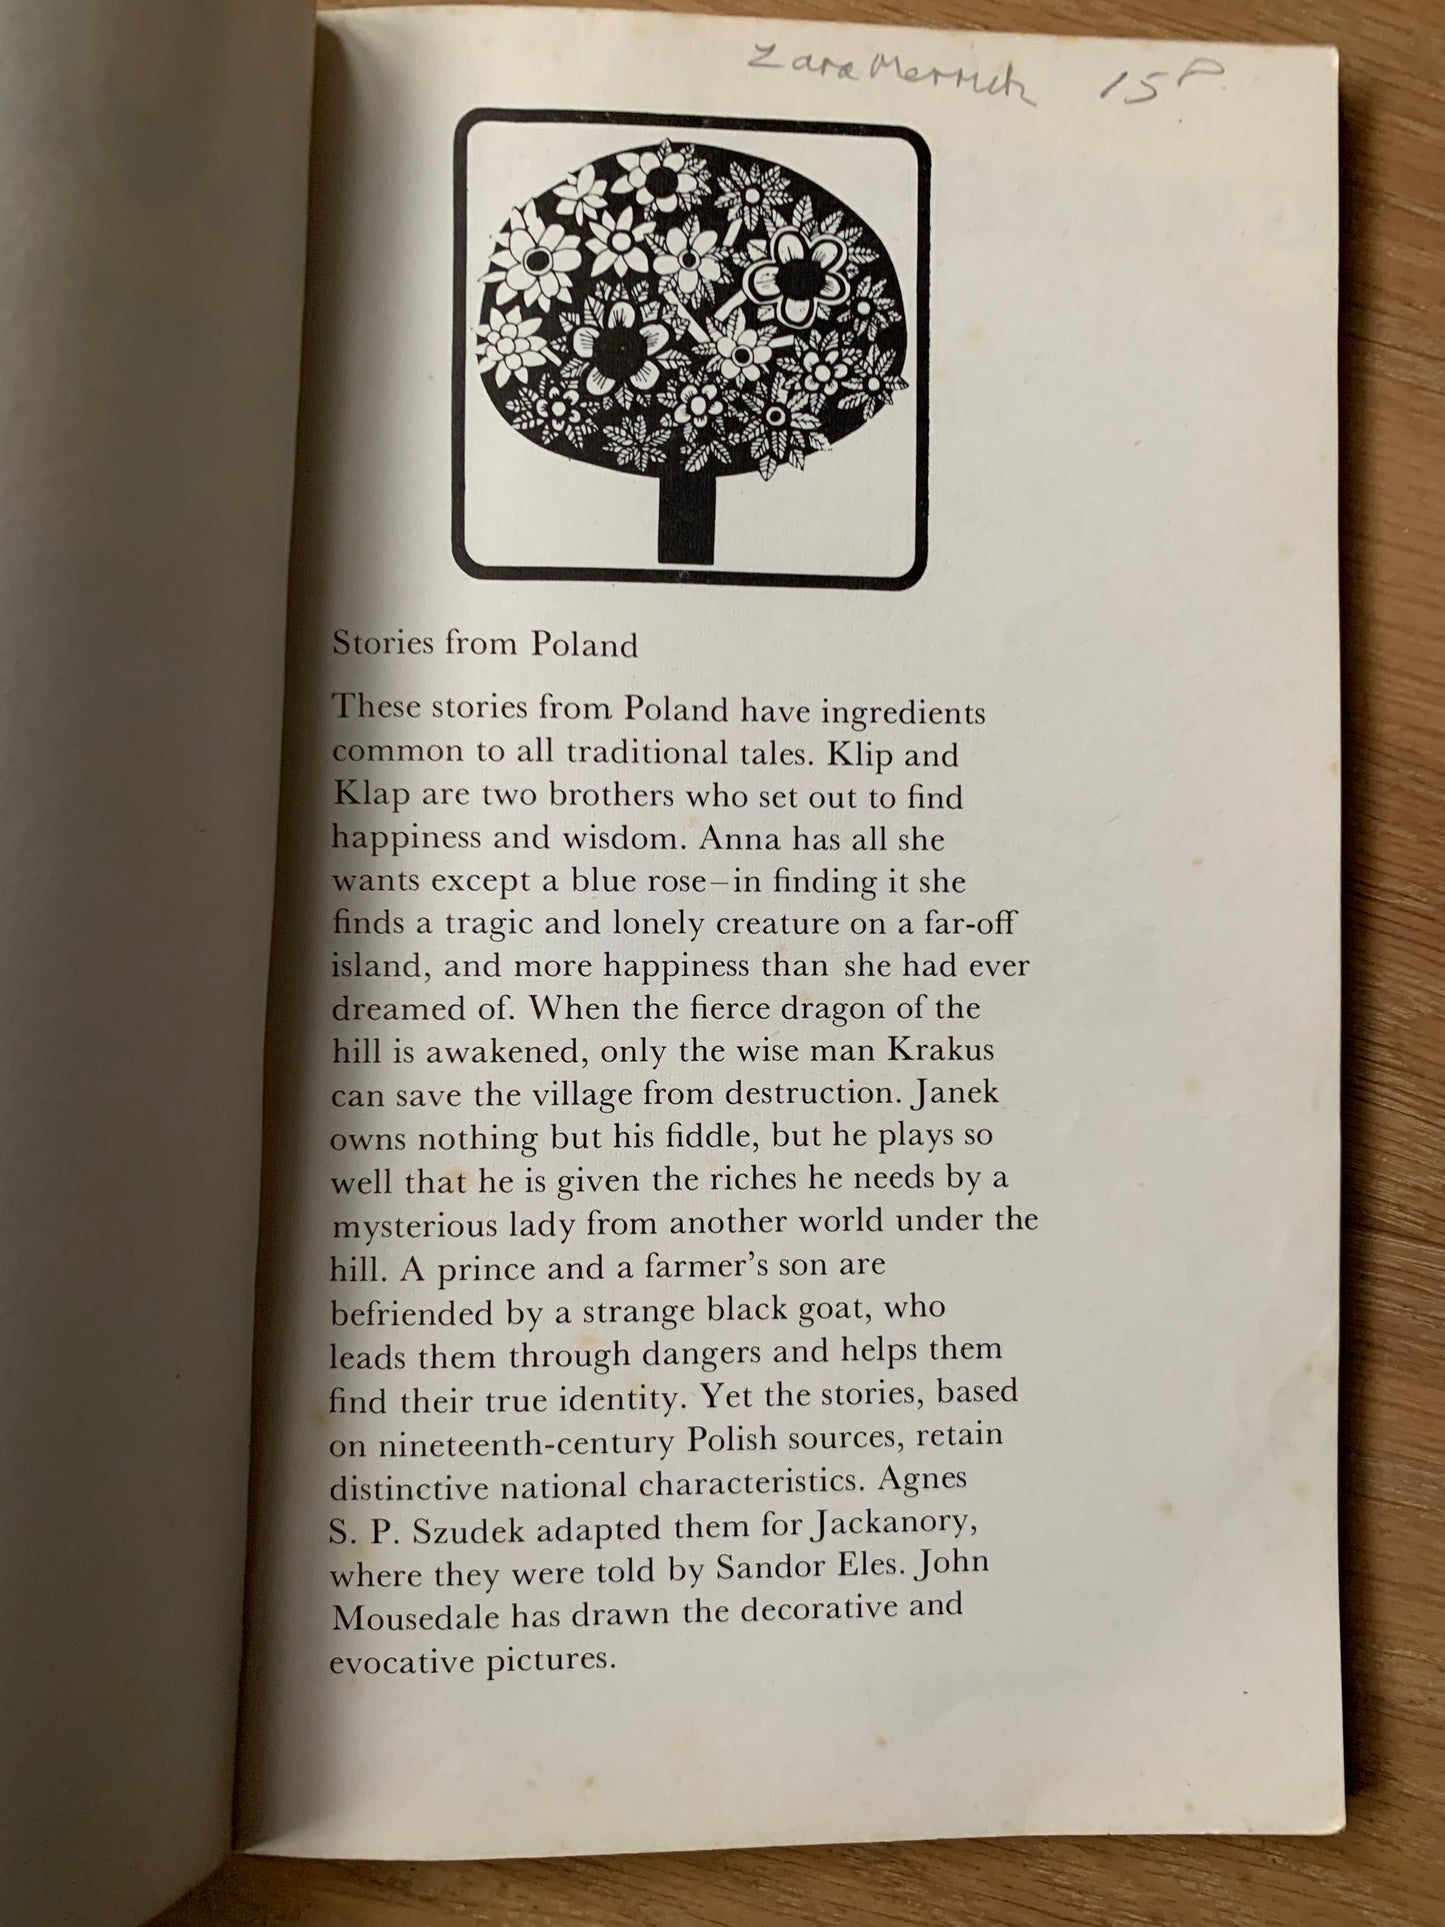 Zara Merrick 15P.
Stories from Poland
These stories from Poland have ingredients
common to all traditional tales. Klip and
Klap are two brothers who set out to find
happiness and wisdom. Anna has all she
wants except a blue rose–in finding it she
finds a tragic and lonely creature on a far-off
island, and more happiness than she had ever
dreamed of. When the fierce dragon of the
hill is awakened, only the wise man Krakus
can save the village from destruction. Janek
owns nothing but his fiddle, but he plays so
well that he is given the riches he needs by a
mysterious lady from another world under the
hill. A prince and a farmer's son are
befriended by a strange black goat, who
leads them through dangers and helps them
find their true identity. Yet the stories, based
on nineteenth-century Polish sources, retain
distinctive national characteristics. Agnes
S. P. Szudek adapted them for Jackanory,
where they were told by Sandor Eles. John
Mousedale has drawn the decorative and
evocative pictures.